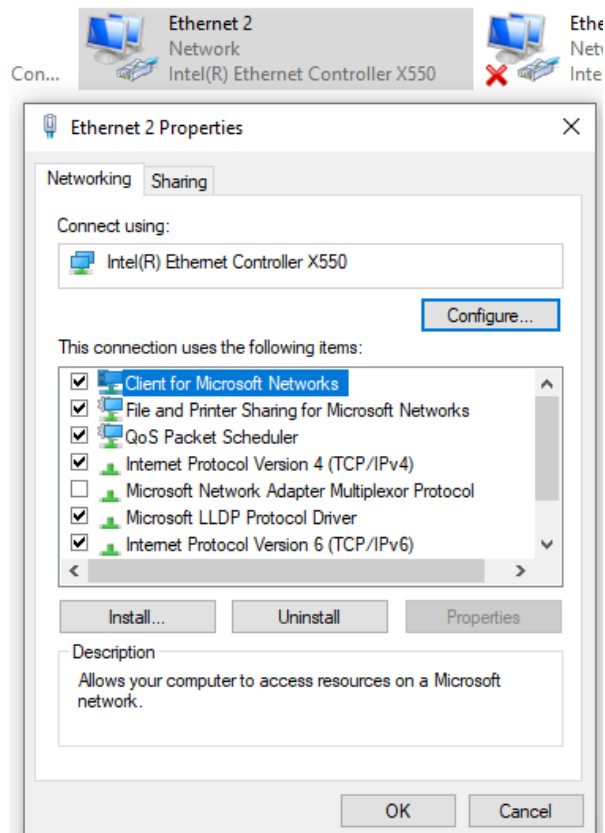 Ethernet 2
Network
Intel(R) Ethernet Controller X550
Con...
Ethe
Netw
Inte
Ethernet 2 Properties
Networking
Sharing
Connect using:
Intel(R) Ethernet Controller X550
Configure...
This connection uses the following items:
Client for Microsoft Networks
File and Printer Sharing for Microsoft Networks
QoS Packet Scheduler
Internet Protocol Version 4 (TCP/IPv4)
Microsoft Network Adapter Multiplexor Protocol
Microsoft LLDP Protocol Driver
Internet Protocol Version 6 (TCP/IPv6)
Install...
Uninstall
Properties
Description
Allows your computer to access resources on a Microsoft
network.
OK
Cancel